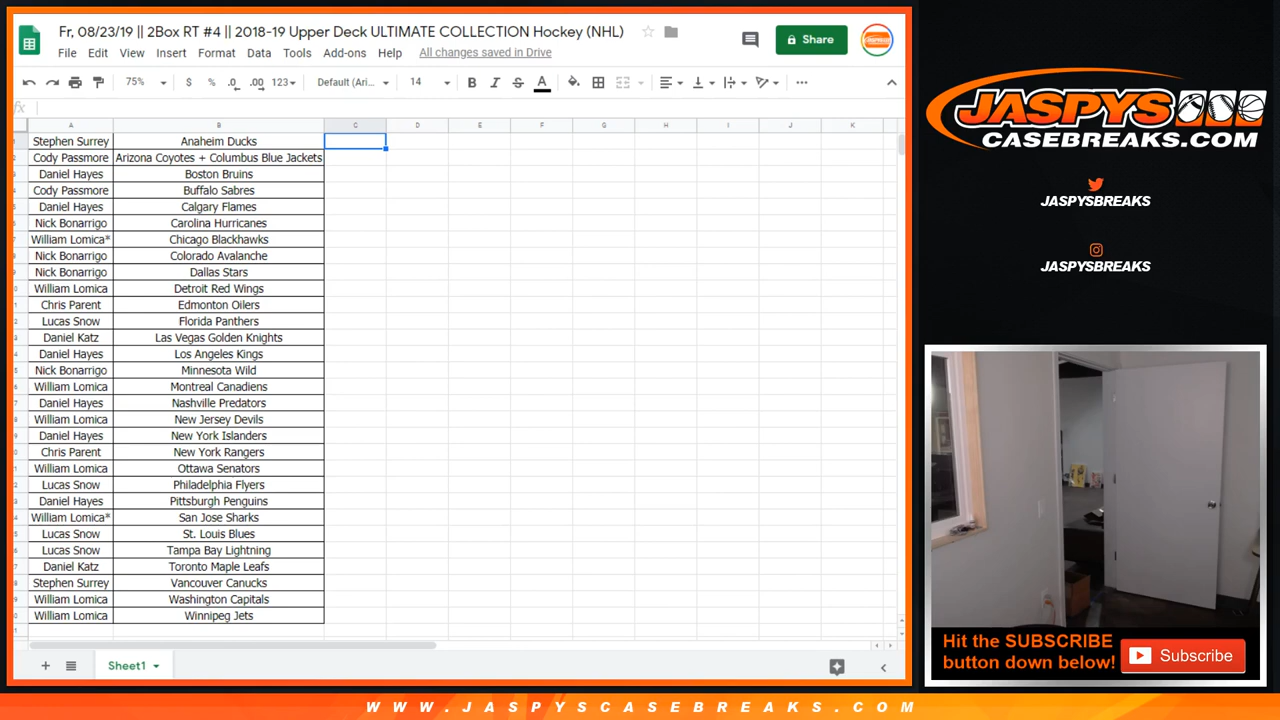 Fr, 08/23/19 || 2Box RT #4 || 2018-19 Upper Deck ULTIMATE COLLECTION Hockey (NHL)
File Edit View Insert Format Data Tools Add-ons Help All changes saved in Drive
Share
75% $ % .0 .00 123 Default (Ari... 14 B I S A
fx
A B C D E F G H I J K
Stephen Surrey Anaheim Ducks
Cody Passmore Arizona Coyotes + Columbus Blue Jackets
Daniel Hayes Boston Bruins
Cody Passmore Buffalo Sabres
Daniel Hayes Calgary Flames
Nick Bonarrigo Carolina Hurricanes
William Lomica* Chicago Blackhawks
Nick Bonarrigo Colorado Avalanche
Nick Bonarrigo Dallas Stars
William Lomica Detroit Red Wings
Chris Parent Edmonton Oilers
Lucas Snow Florida Panthers
Daniel Katz Las Vegas Golden Knights
Daniel Hayes Los Angeles Kings
Nick Bonarrigo Minnesota Wild
William Lomica Montreal Canadiens
Daniel Hayes Nashville Predators
William Lomica New Jersey Devils
Daniel Hayes New York Islanders
Chris Parent New York Rangers
William Lomica Ottawa Senators
Lucas Snow Philadelphia Flyers
Daniel Hayes Pittsburgh Penguins
William Lomica* San Jose Sharks
Lucas Snow St. Louis Blues
Lucas Snow Tampa Bay Lightning
Daniel Katz Toronto Maple Leafs
Stephen Surrey Vancouver Canucks
William Lomica Washington Capitals
William Lomica Winnipeg Jets
Sheet1
JASPYS
CASEBREAKS.COM
JASPYSBREAKS
JASPYSBREAKS
Hit the SUBSCRIBE
button down below!
Subscribe
WWW.JASPYSCASEBREAKS.COM